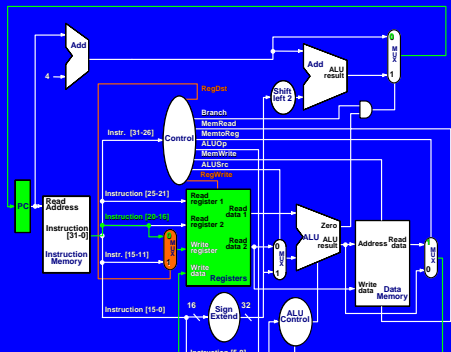 Add
4
Add
ALU
result
0
M
U
X
1
Shift
left 2
RegDst
Branch
MemRead
MemtoReg
ALUOp
MemWrite
ALUSrc
RegWrite
Instr. [31-26]
Control
PC
Read
Address
Instruction
[31-0]
Instruction
Memory
Instruction [25-21]
Instruction [20-16]
Instr. [15-11]
Instruction [15-0]
0
M
U
X
1
Read
register 1
Read
register 2
Write
register
Write
data
Read
data 1
Read
data 2
Registers
0
M
U
X
1
Zero
ALU
ALU
result
Address
Read
data
Write
data
Data
Memory
1
M
U
X
0
16
Sign
Extend
32
ALU
Control